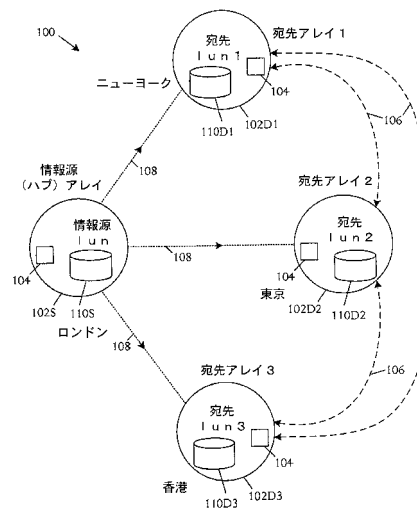 100
宛先アレイ1
宛先
lun1
104
ニューヨーク
110D1
102D1
106
108
情報源
(ハブ)アレイ
宛先アレイ2
情報源
lun
宛先
lun2
108
104
104
102S
110S
ロンドン
東京
102D2
110D2
宛先アレイ3
108
106
宛先
lun3
104
香港
110D3
102D3